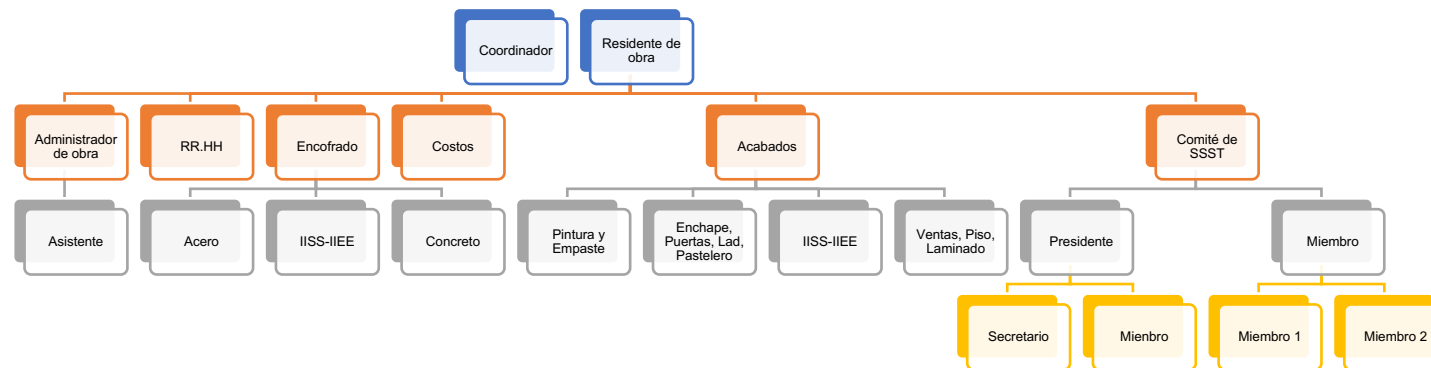 Coordinador
Residente de
obra
Administrador
de obra
RR.HH
Encofrado
Costos
Acabados
Comité de
SSST
Asistente
Acero
IISS-IIEE
Concreto
Pintura y
Empaste
Enchape,
Puertas, Lad,
Pastelero
IISS-IIEE
Ventas, Piso,
Laminado
Presidente
Miembro
Secretario
Mienbro
Miembro 1
Miembro 2